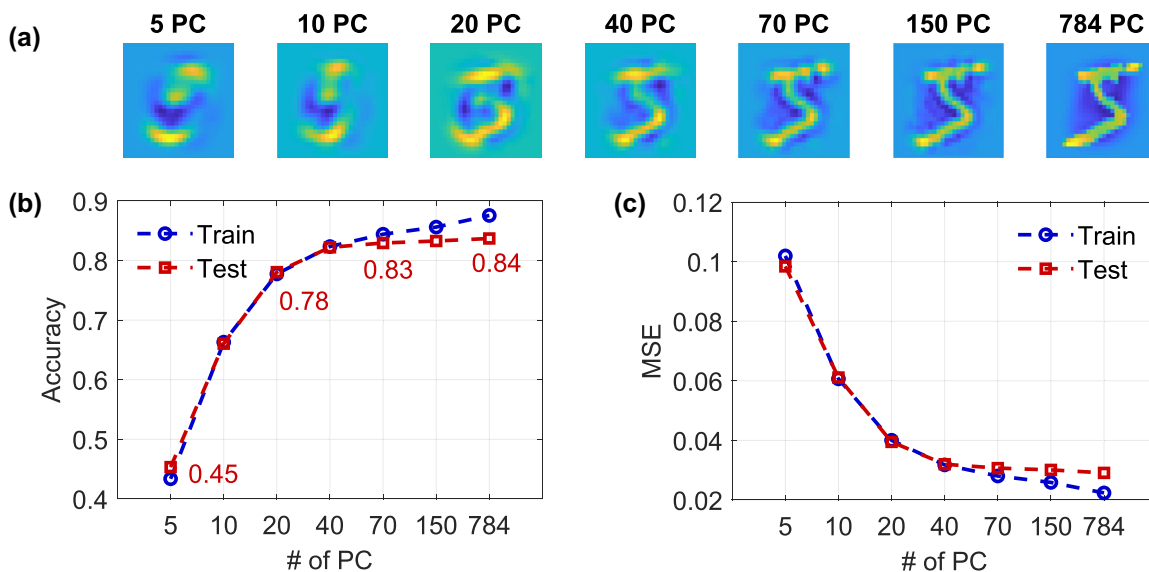 (a)
5 PC 10 PC 20 PC 40 PC 70 PC 150 PC 784 PC
(b)
Accuracy
0.9
0.8
0.7
0.6
0.5
0.4
Train
Test
0.45
0.78
0.83
0.84
5 10 20 40 70 150 784
# of PC
(c)
MSE
0.12
0.1
0.08
0.06
0.04
0.02
Train
Test
5 10 20 40 70 150 784
# of PC